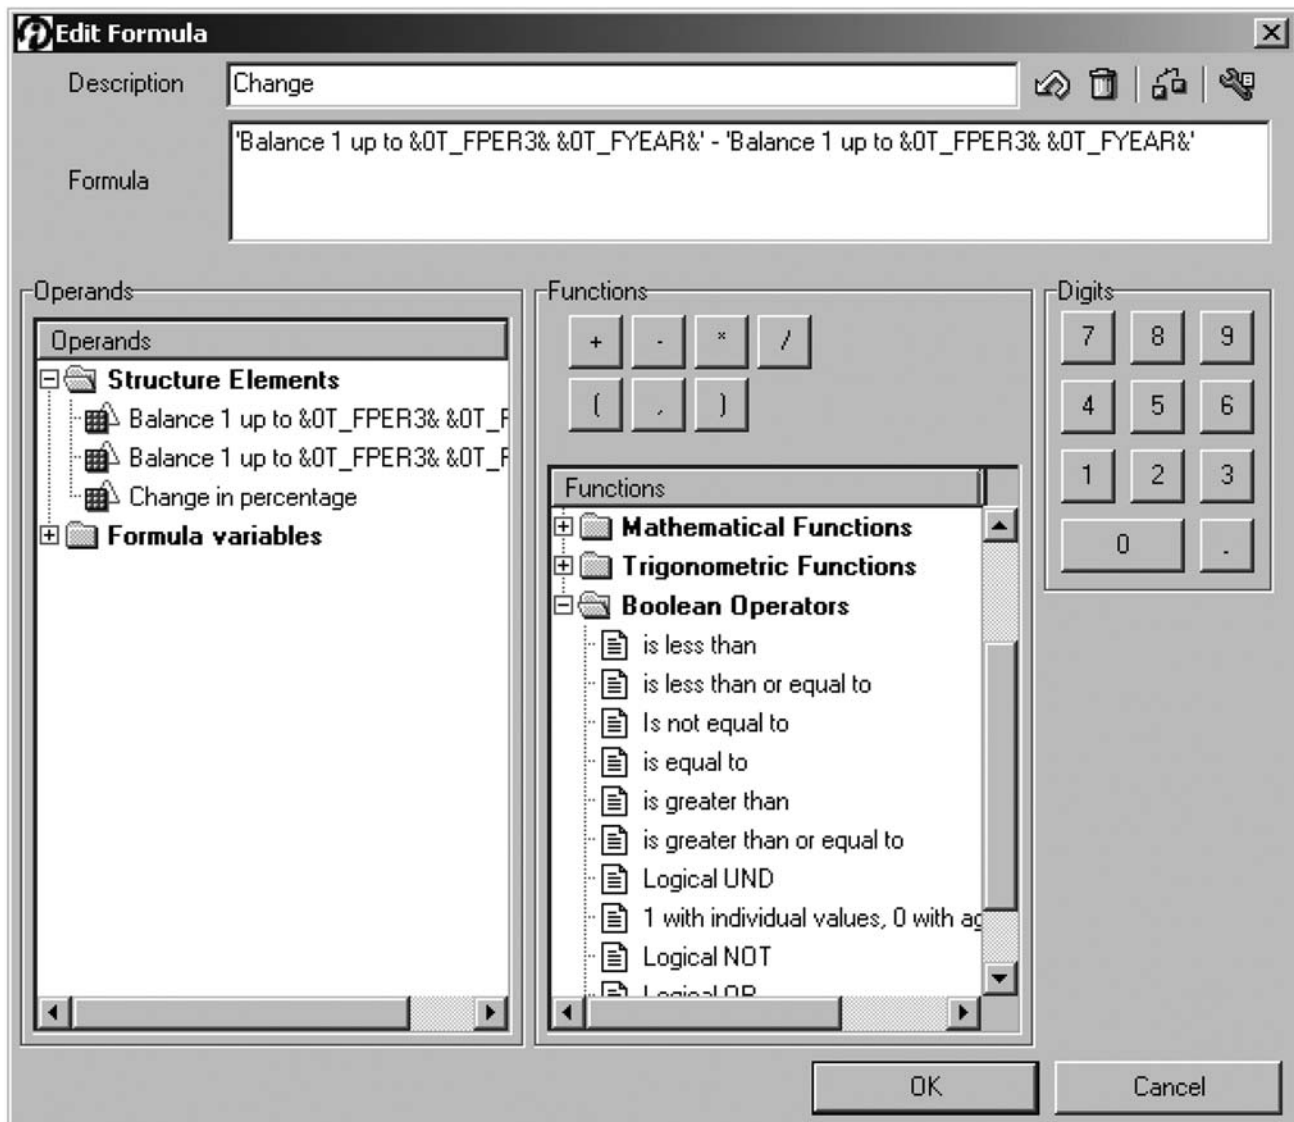 Edit Formula
Description
Change
Formula
'Balance 1 up to &0T_FPER3& &0T_FYEAR&' - 'Balance 1 up to &0T_FPER3& &0T_FYEAR&'
Operands
Operands
Structure Elements
Balance 1 up to &0T_FPER3& &0T_F
Balance 1 up to &0T_FPER3& &0T_F
Change in percentage
Formula variables
Functions
+ - * /
( , )
Functions
Mathematical Functions
Trigonometric Functions
Boolean Operators
is less than
is less than or equal to
Is not equal to
is equal to
is greater than
is greater than or equal to
Logical UND
1 with individual values, 0 with ag
Logical NOT
Logical OR
Digits
7 8 9
4 5 6
1 2 3
0 .
OK Cancel